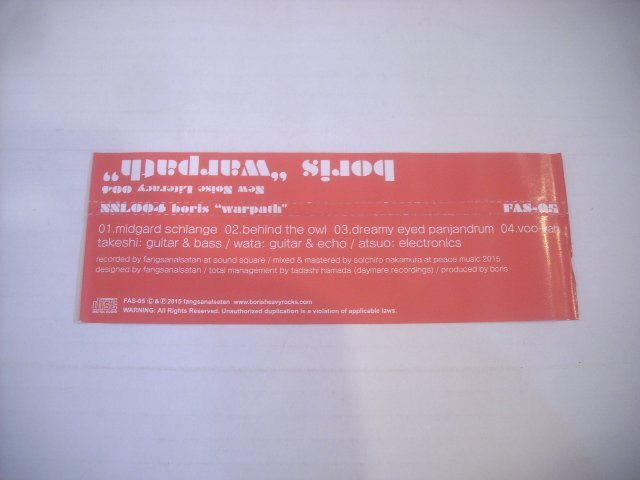 boris "warpath"
New Noise Literacy 004
NNL004 boris "warpath" FAS-05
01.midgard schlange 02.behind the owl 03.dreamy eyed panjandrum 04.voo-vah
takeshi: guitar & bass / wata: guitar & echo / atsuo: electronics
recorded by fangsanalsatan at sound square / mixed & mastered by soichiro nakamura at peace music 2015
designed by fangsanalsatan / total management by tadashi hamada (daymare recordings) / produced by boris
FAS-05 © & ℗ 2015 fangsanalsatan www.borisheavyrocks.com
WARNING: All Rights Reserved. Unauthorized duplication is a violation of applicable laws.